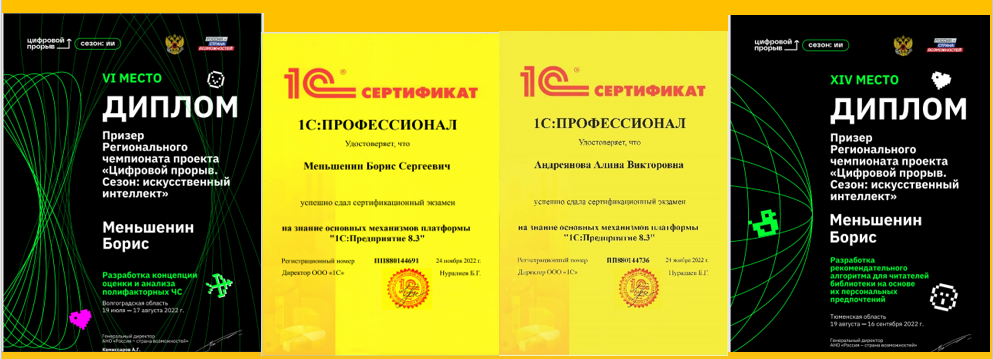 цифровой
прорыв
сезон: ии
РОССИЯ –
СТРАНА
ВОЗМОЖНОСТЕЙ
VI МЕСТО
ДИПЛОМ
Призер
Регионального
чемпионата проекта
«Цифровой прорыв.
Сезон: искусственный
интеллект»
Меньшенин
Борис
Разработка концепции
оценки и анализа
полифакторных ЧС
Волгоградская область
19 июля — 17 августа 2022 г.
Генеральный директор
АНО «Россия – страна возможностей»
Комиссаров А.Г.
1С® СЕРТИФИКАТ
1С:ПРОФЕССИОНАЛ
Удостоверяет, что
Меньшенин Борис Сергеевич
успешно сдал сертификационный экзамен
на знание основных механизмов платформы
"1С:Предприятие 8.3"
Регистрационный номер ПП880144691 24 ноября 2022 г.
Директор ООО «1С» Нуралиев Б.Г.
1С® СЕРТИФИКАТ
1С:ПРОФЕССИОНАЛ
Удостоверяет, что
Андреянова Алина Викторовна
успешно сдала сертификационный экзамен
на знание основных механизмов платформы
"1С:Предприятие 8.3"
Регистрационный номер ПП880144736 24 ноября 2022 г.
Директор ООО «1С» Нуралиев Б.Г.
цифровой
прорыв
сезон: ии
РОССИЯ –
СТРАНА
ВОЗМОЖНОСТЕЙ
XIV МЕСТО
ДИПЛОМ
Призер
Регионального
чемпионата проекта
«Цифровой прорыв.
Сезон: искусственный
интеллект»
Меньшенин
Борис
Разработка
рекомендательного
алгоритма для читателей
библиотеки на основе
их персональных
предпочтений
Тюменская область
19 августа — 16 сентября 2022 г.
Генеральный директор
АНО «Россия – страна возможностей»